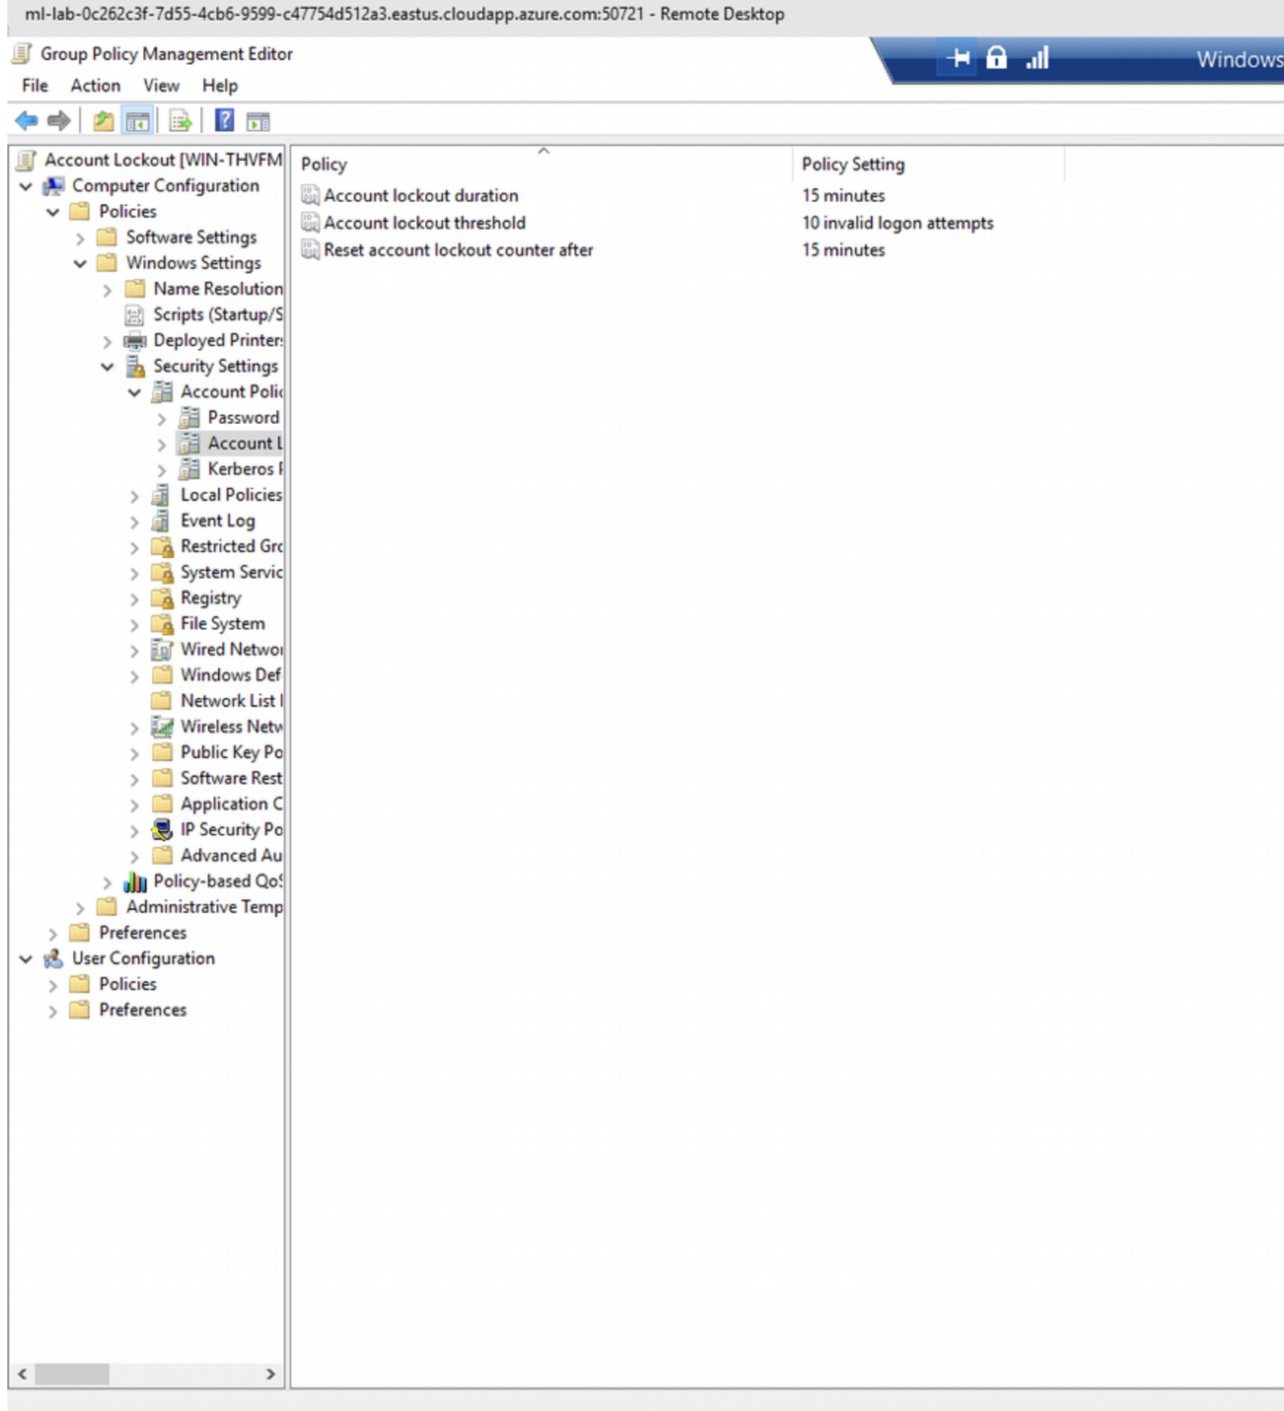 ml-lab-0c262c3f-7d55-4cb6-9599-c47754d512a3.eastus.cloudapp.azure.com:50721 - Remote Desktop
Group Policy Management Editor
Windows
File Action View Help
Account Lockout [WIN-THVFM
Computer Configuration
Policies
Software Settings
Windows Settings
Name Resolution
Scripts (Startup/S
Deployed Printer
Security Settings
Account Polic
Password
Account L
Kerberos P
Local Policies
Event Log
Restricted Gro
System Servic
Registry
File System
Wired Networ
Windows Def
Network List
Wireless Netw
Public Key Po
Software Rest
Application C
IP Security Po
Advanced Au
Policy-based QoS
Administrative Temp
Preferences
User Configuration
Policies
Preferences
Policy Policy Setting
Account lockout duration 15 minutes
Account lockout threshold 10 invalid logon attempts
Reset account lockout counter after 15 minutes